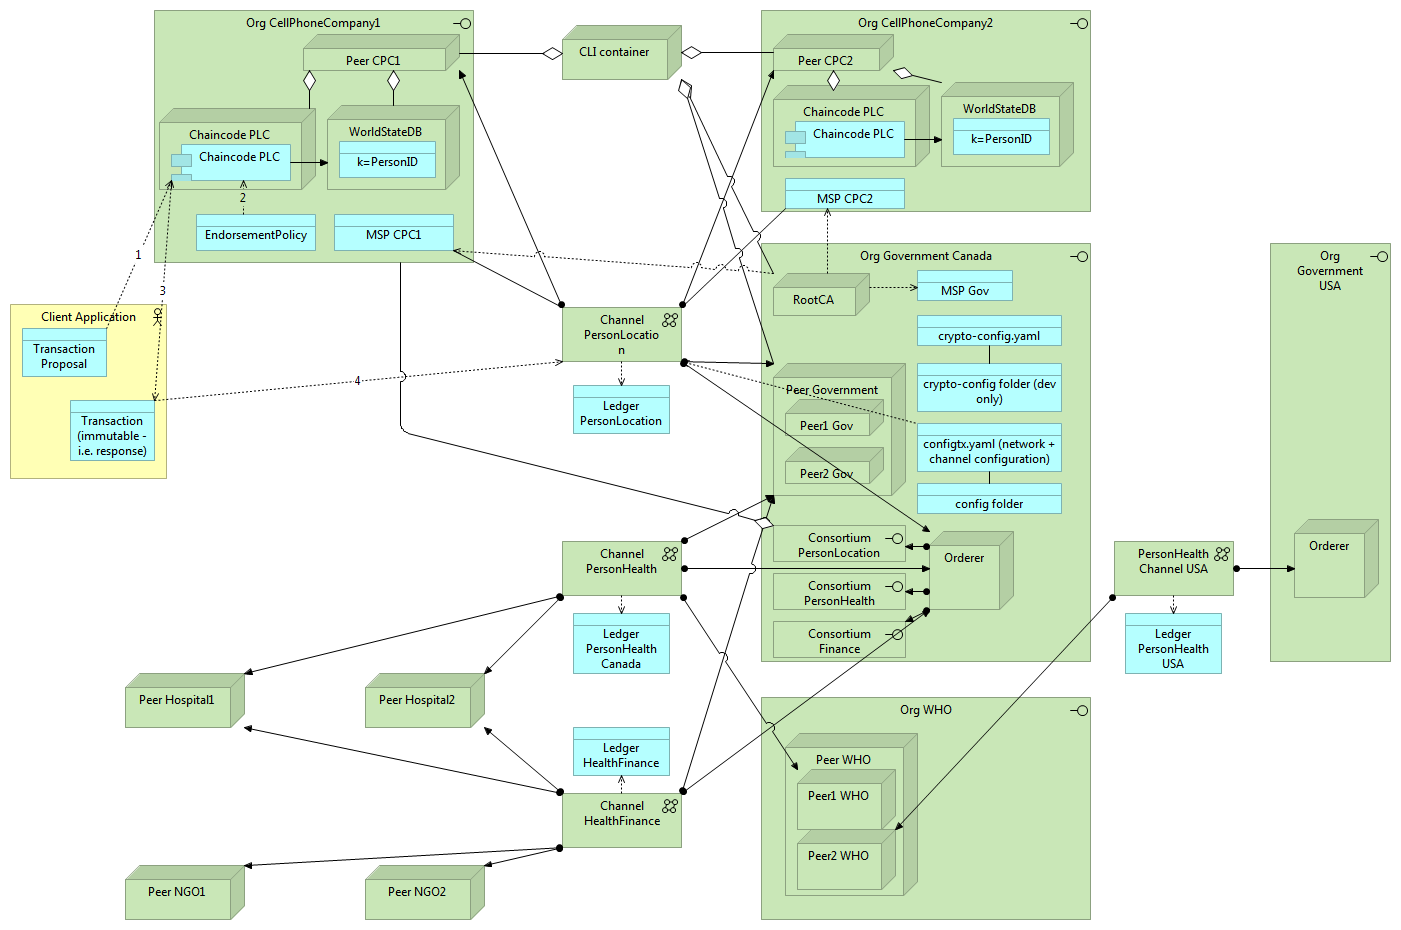 Org CellPhoneCompany1
Peer CPC1
Chaincode PLC
Chaincode PLC
WorldStateDB
k=PersonID
2
EndorsementPolicy
MSP CPC1
CLI container
Org CellPhoneCompany2
Peer CPC2
Chaincode PLC
Chaincode PLC
WorldStateDB
k=PersonID
MSP CPC2
1
3
4
Client Application
Transaction
Proposal
Transaction
(immutable -
i.e. response)
Channel
PersonLocatio
n
Ledger
PersonLocation
Org Government Canada
RootCA
MSP Gov
crypto-config.yaml
crypto-config folder (dev
only)
Peer Government
Peer1 Gov
Peer2 Gov
configtx.yaml (network +
channel configuration)
config folder
Consortium
PersonLocation
Consortium
PersonHealth
Consortium
Finance
Orderer
Org
Government
USA
Orderer
PersonHealth
Channel USA
Ledger
PersonHealth
USA
Channel
PersonHealth
Ledger
PersonHealth
Canada
Peer Hospital1
Peer Hospital2
Ledger
HealthFinance
Channel
HealthFinance
Peer NGO1
Peer NGO2
Org WHO
Peer WHO
Peer1 WHO
Peer2 WHO